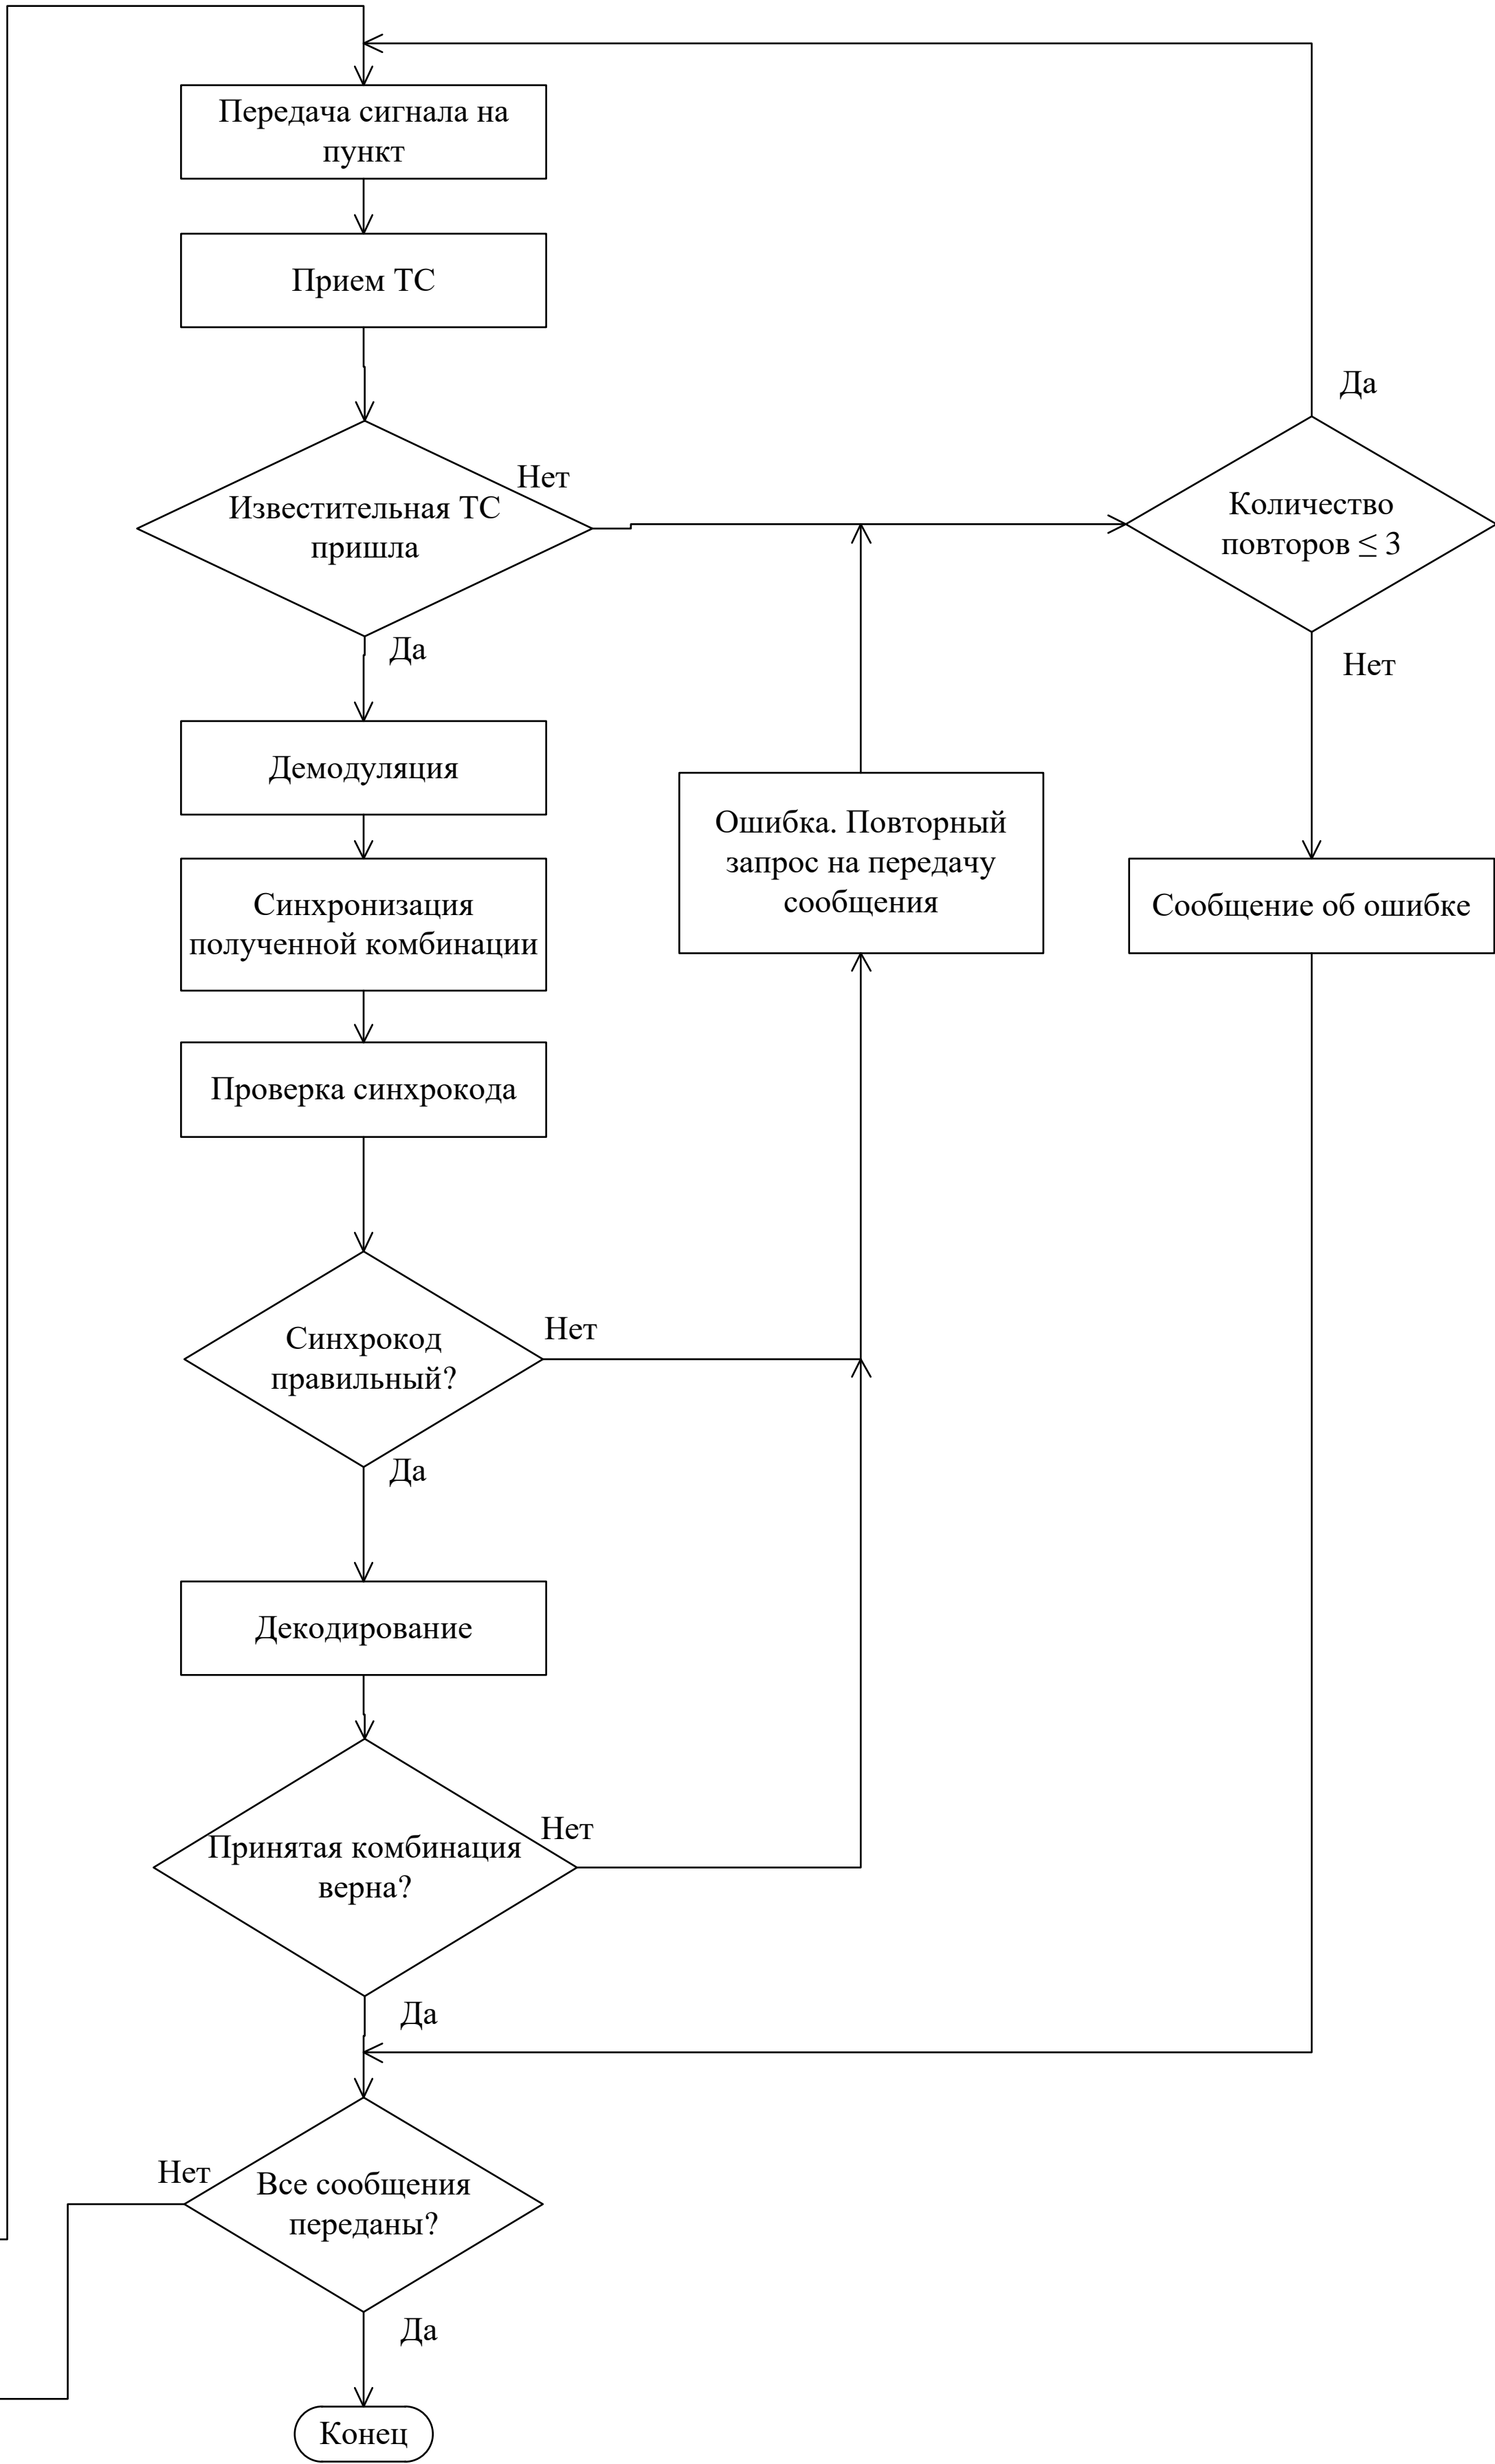 Передача сигнала на
пункт
Прием ТС
Да
Нет
Известительная ТС
пришла
Количество
повторов ≤ 3
Да
Нет
Демодуляция
Ошибка. Повторный
запрос на передачу
сообщения
Синхронизация
полученной комбинации
Сообщение об ошибке
Проверка синхрокода
Нет
Синхрокод
правильный?
Да
Декодирование
Нет
Принятая комбинация
верна?
Да
Нет
Все сообщения
переданы?
Да
Конец